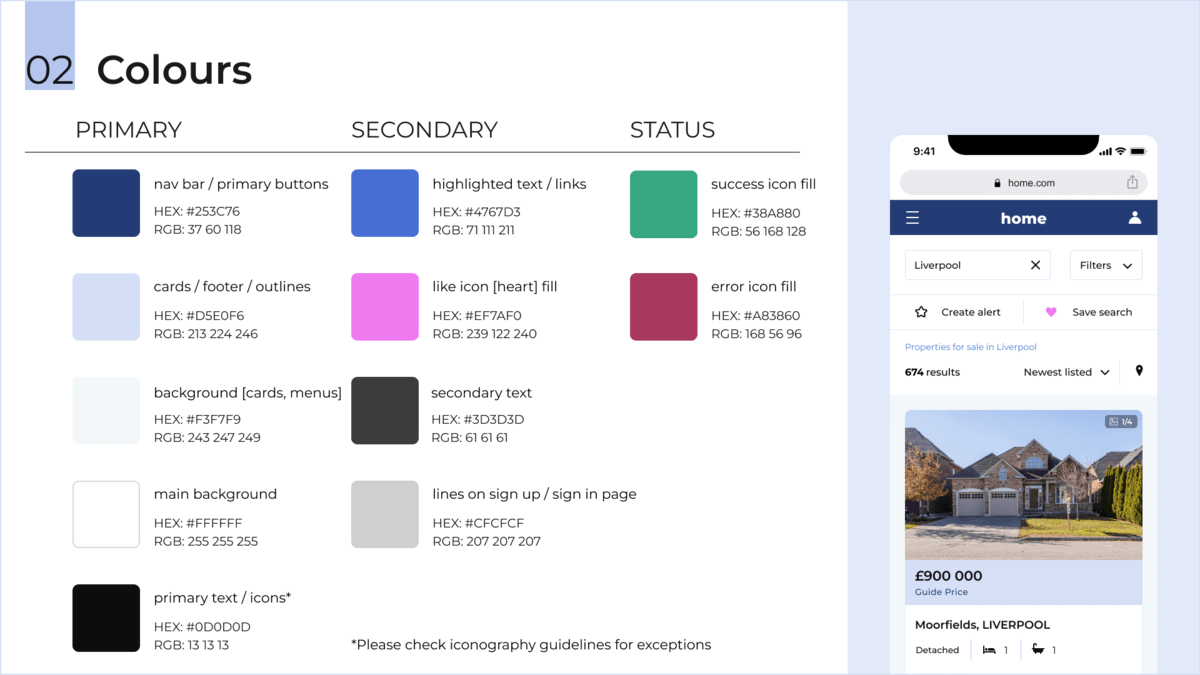 02 Colours
PRIMARY
nav bar / primary buttons
HEX: #253C76
RGB: 37 60 118
cards / footer / outlines
HEX: #D5E0F6
RGB: 213 224 246
background [cards, menus]
HEX: #F3F7F9
RGB: 243 247 249
main background
HEX: #FFFFFF
RGB: 255 255 255
primary text / icons*
HEX: #0D0D0D
RGB: 13 13 13
SECONDARY
highlighted text / links
HEX: #4767D3
RGB: 71 111 211
like icon [heart] fill
HEX: #EF7AF0
RGB: 239 122 240
secondary text
HEX: #3D3D3D
RGB: 61 61 61
lines on sign up / sign in page
HEX: #CFCFCF
RGB: 207 207 207
*Please check iconography guidelines for exceptions
STATUS
success icon fill
HEX: #38A880
RGB: 56 168 128
error icon fill
HEX: #A83860
RGB: 168 56 96
9:41
home.com
home
Liverpool
Filters
Create alert
Save search
Properties for sale in Liverpool
674 results
Newest listed
1/4
£900 000
Guide Price
Moorfields, LIVERPOOL
Detached 1 1